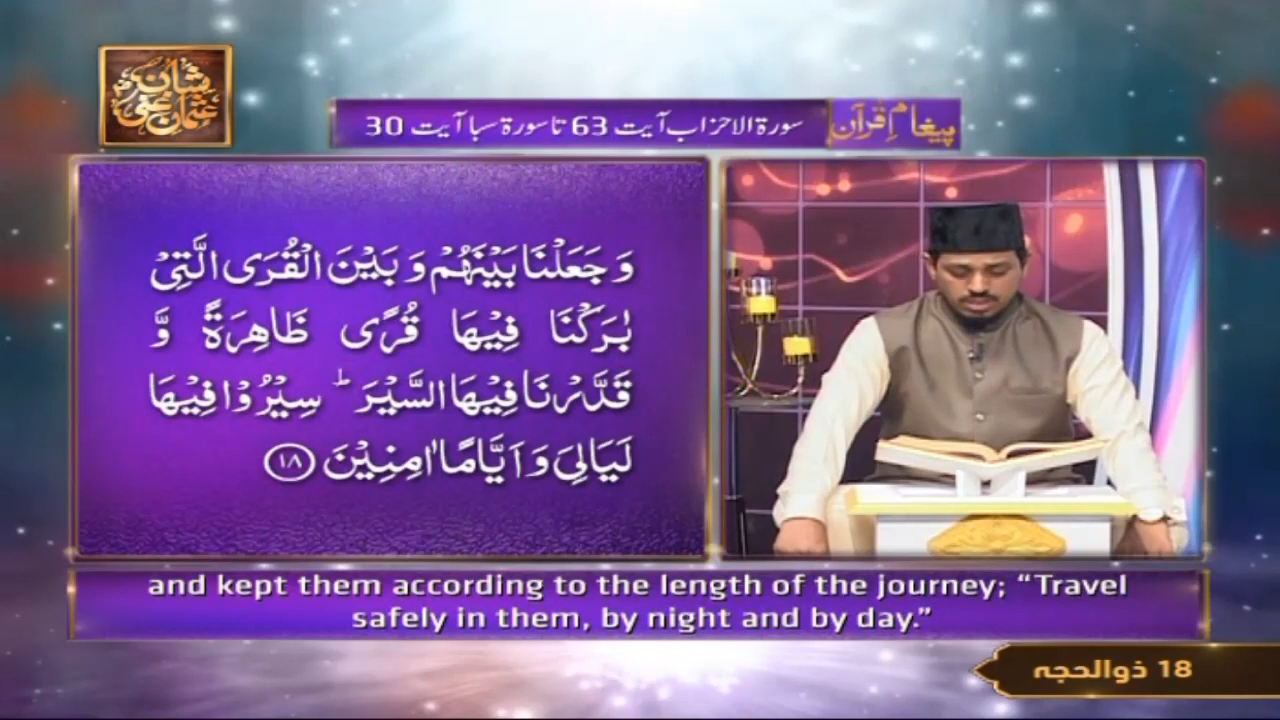 شان عثمان غنی
پیغام قرآن
سورۃ الاحزاب آیت 63 تا سورۃ سبا آیت 30
وَ جَعَلْنَا بَیْنَهُمْ وَ بَیْنَ الْقُرَى الَّتِیْ
بٰرَكْنَا فِیْهَا قُرًى ظَاهِرَةً وَّ
قَدَّرْنَا فِیْهَا السَّیْرَ ؕ سِیْرُوْا فِیْهَا
لَیَالِیَ وَ اَیَّامًا اٰمِنِیْنَ ﴿۱۸﴾
and kept them according to the length of the journey; “Travel
safely in them, by night and by day.”
18 ذوالحجہ